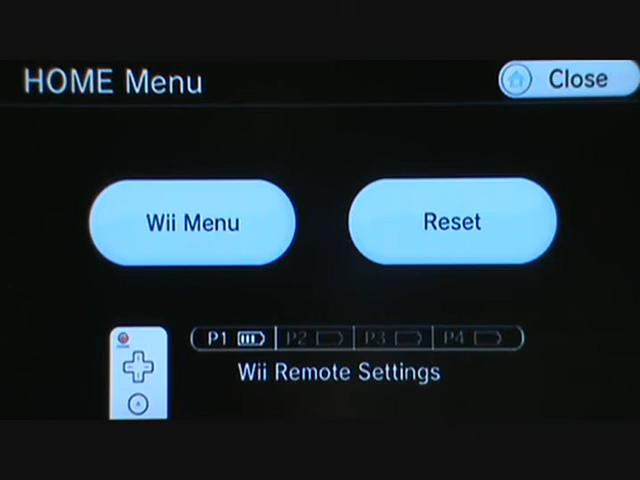 HOME Menu
Close
Wii Menu
Reset
P1 P2 P3 P4
Wii Remote Settings